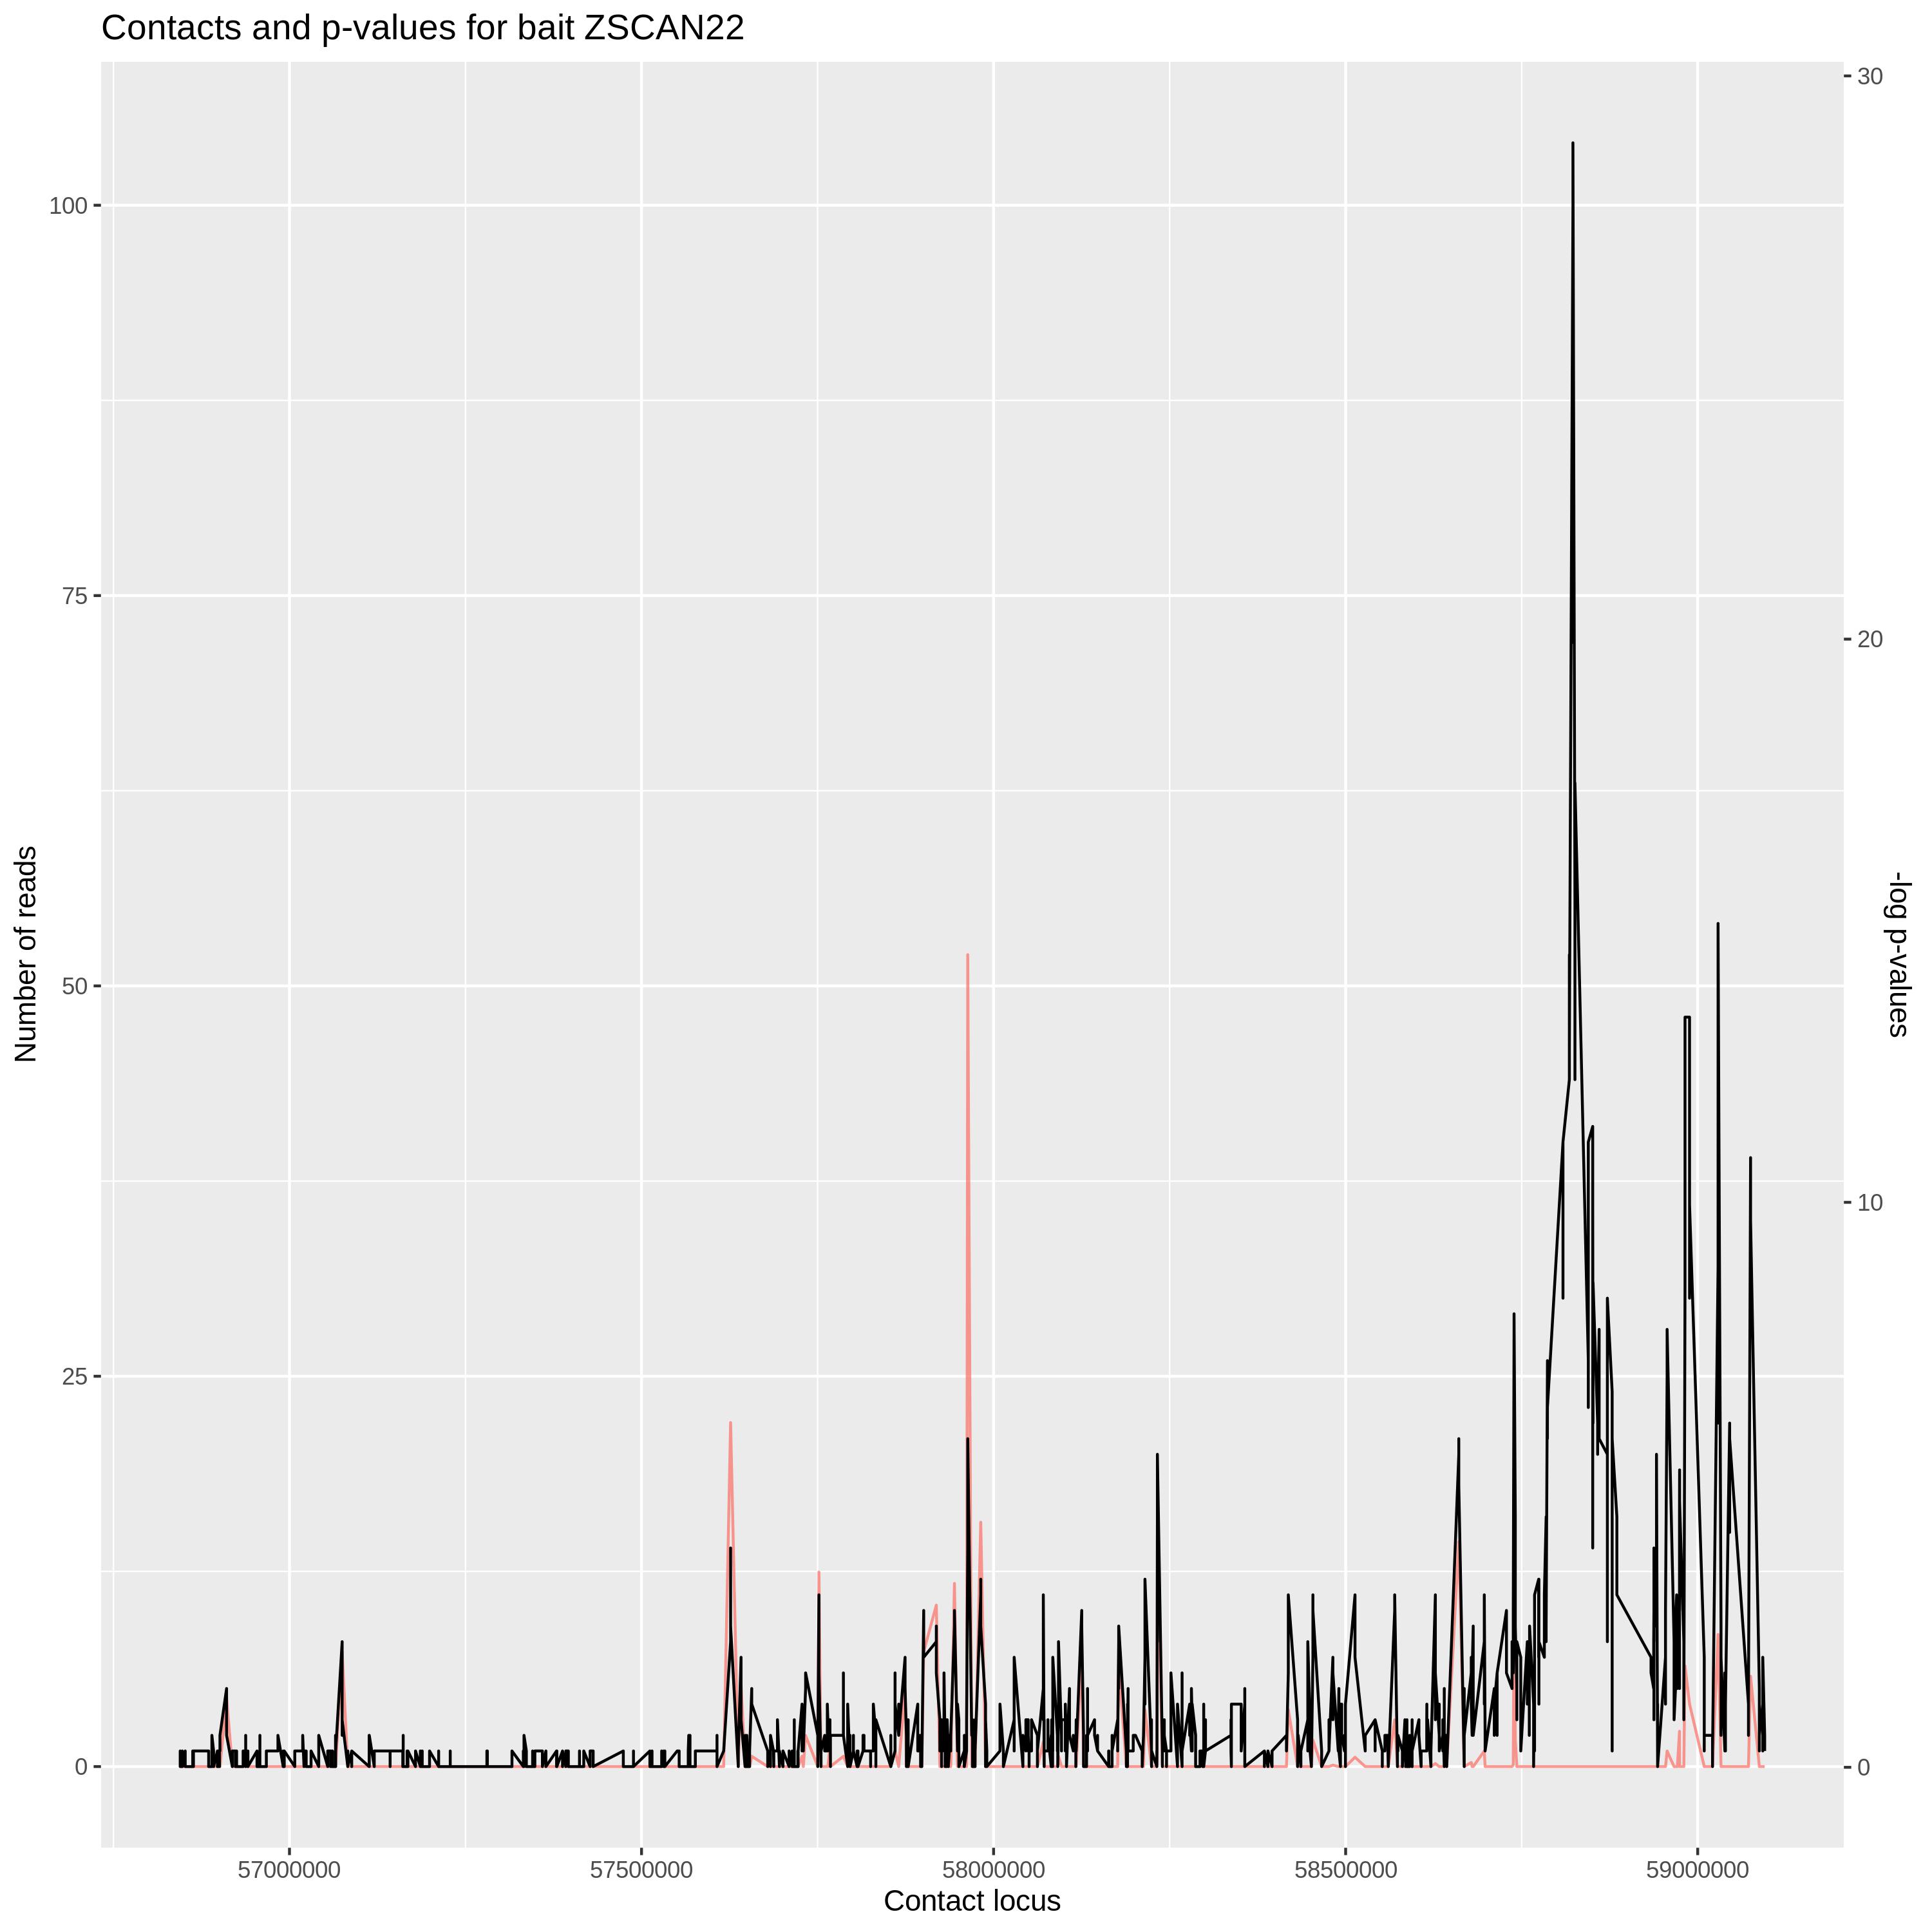 Contacts and p-values for bait ZSCAN22
Number of reads
100
75
50
25
0
30
20
10
0
-log p-values
57000000 57500000 58000000 58500000 59000000
Contact locus